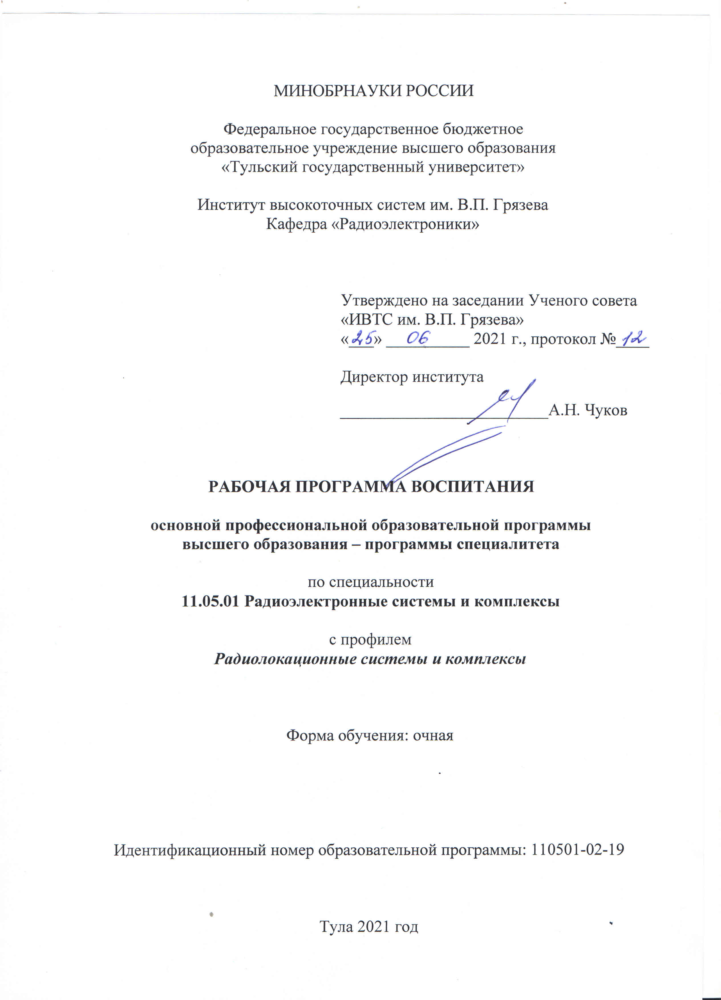 МИНОБРНАУКИ РОССИИ
Федеральное государственное бюджетное
образовательное учреждение высшего образования
«Тульский государственный университет»
Институт высокоточных систем им. В.П. Грязева
Кафедра «Радиоэлектроники»
Утверждено на заседании Ученого совета
«ИВТС им. В.П. Грязева»
«25» 06 2021 г., протокол № 12
Директор института
А.Н. Чуков
РАБОЧАЯ ПРОГРАММА ВОСПИТАНИЯ
основной профессиональной образовательной программы
высшего образования – программы специалитета
по специальности
11.05.01 Радиоэлектронные системы и комплексы
с профилем
Радиолокационные системы и комплексы
Форма обучения: очная
Идентификационный номер образовательной программы: 110501-02-19
Тула 2021 год